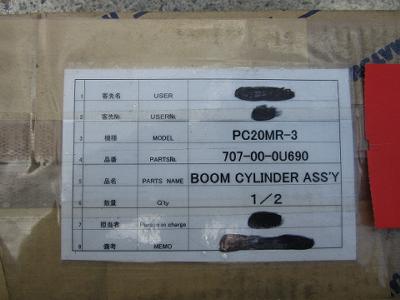 1 客先名 USER
2 客先№ USER№
3 機種 MODEL PC20MR-3
4 品番 PARTS№ 707-00-0U690
5 品名 PARTS NAME BOOM CYLINDER ASS'Y
6 数量 Q'ty 1/2
7 担当者 Person in charge
8 備考 MEMO